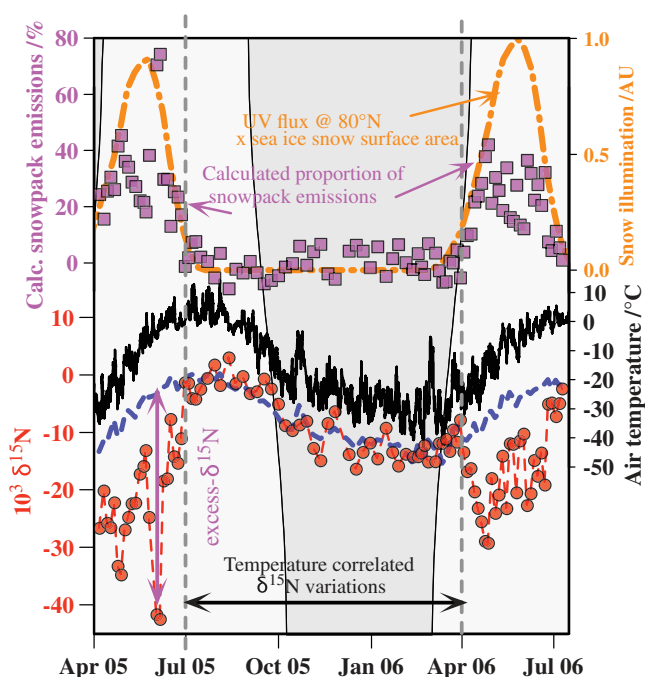 80
60
40
20
0
Calc. snowpack emissions /%
1.0
0.5
0.0
Snow illumination /AU
UV flux @ 80°N
x sea ice snow surface area
Calculated proportion of
snowpack emissions
10
0
-10
-20
-30
-40
10³ δ¹⁵N
10
0
-10
-20
-30
-40
-50
Air temperature /°C
excess-δ¹⁵N
Temperature correlated
δ¹⁵N variations
Apr 05 Jul 05 Oct 05 Jan 06 Apr 06 Jul 06